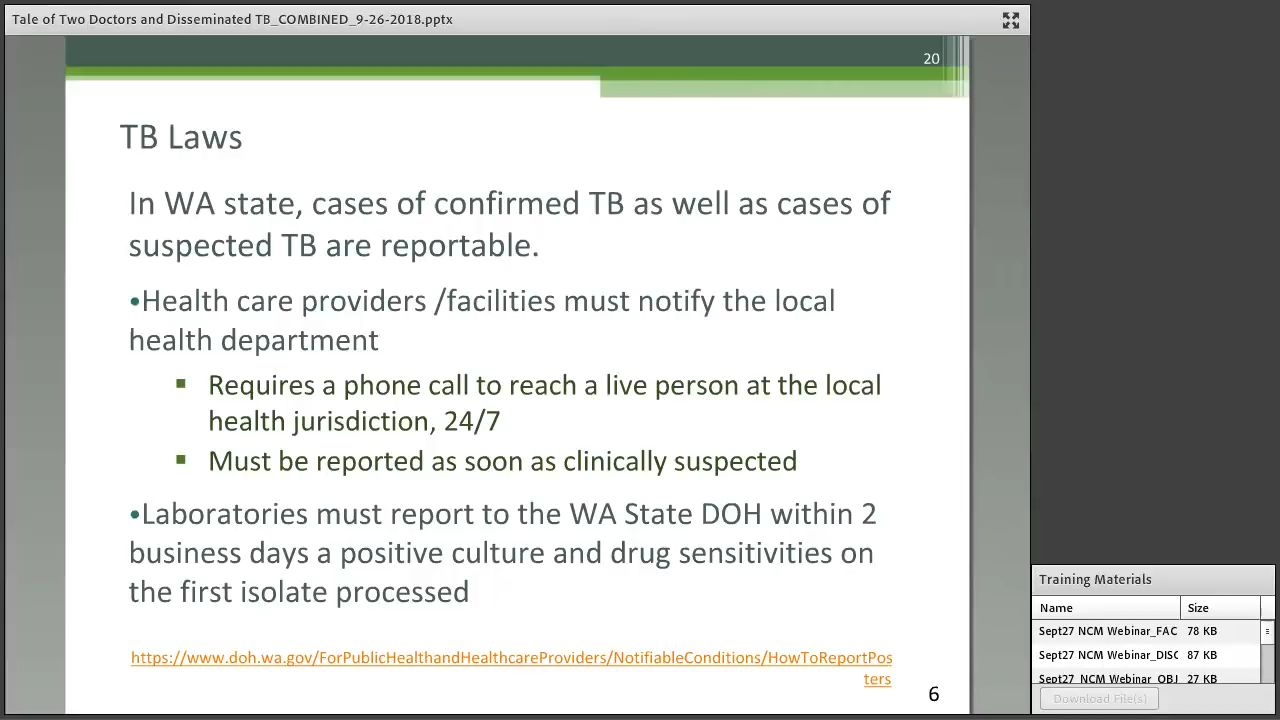 Tale of Two Doctors and Disseminated TB_COMBINED_9-26-2018.pptx
20
TB Laws
In WA state, cases of confirmed TB as well as cases of
suspected TB are reportable.
•Health care providers /facilities must notify the local
health department
▪ Requires a phone call to reach a live person at the local
health jurisdiction, 24/7
▪ Must be reported as soon as clinically suspected
•Laboratories must report to the WA State DOH within 2
business days a positive culture and drug sensitivities on
the first isolate processed
https://www.doh.wa.gov/ForPublicHealthandHealthcareProviders/NotifiableConditions/HowToReportPos
ters
6
Training Materials
Name Size
Sept27 NCM Webinar_FAC 78 KB
Sept27 NCM Webinar_DISC 87 KB
Sept27 NCM Webinar_OBJ 27 KB
Download File(s)